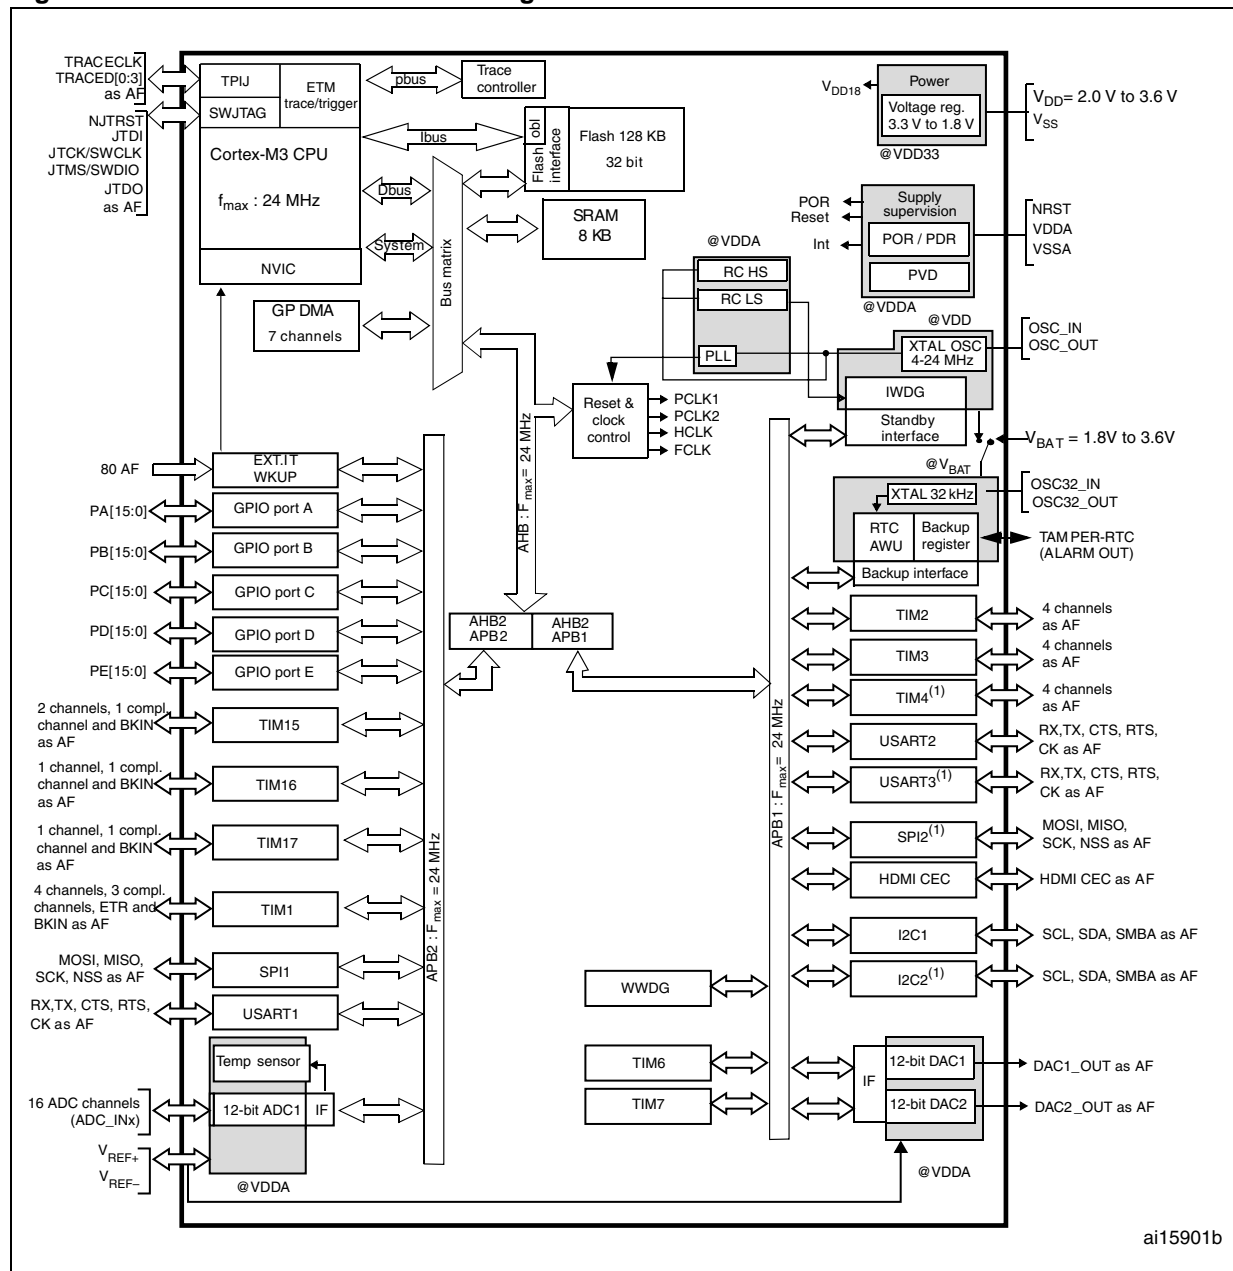 TRACECLK
TRACED[0:3]
as AF
NJTRST
JTDI
JTCK/SWCLK
JTMS/SWDIO
JTDO
as AF
TPIJ
SWJTAG
ETM
trace/trigger
Cortex-M3 CPU
fmax : 24 MHz
NVIC
GP DMA
7 channels
pbus
Ibus
Dbus
System
Bus matrix
Trace
controller
Flash obl
interface
Flash 128 KB
32 bit
SRAM
8 KB
VDD18
Power
Voltage reg.
3.3 V to 1.8 V
@VDD33
VDD= 2.0 V to 3.6 V
VSS
POR
Reset
Int
Supply
supervision
POR / PDR
PVD
@VDDA
NRST
VDDA
VSSA
@VDDA
RC HS
RC LS
PLL
@VDD
XTAL OSC
4-24 MHz
IWDG
Standby
interface
OSC_IN
OSC_OUT
Reset &
clock
control
PCLK1
PCLK2
HCLK
FCLK
VBAT = 1.8V to 3.6V
@VBAT
XTAL 32 kHz
RTC
AWU
Backup
register
Backup interface
OSC32_IN
OSC32_OUT
TAMPER-RTC
(ALARM OUT)
AHB : Fmax = 24 MHz
AHB2
APB2
AHB2
APB1
80 AF
EXT.IT
WKUP
PA[15:0]
GPIO port A
PB[15:0]
GPIO port B
PC[15:0]
GPIO port C
PD[15:0]
GPIO port D
PE[15:0]
GPIO port E
2 channels, 1 compl.
channel and BKIN
as AF
TIM15
1 channel, 1 compl.
channel and BKIN
as AF
TIM16
1 channel, 1 compl.
channel and BKIN
as AF
TIM17
4 channels, 3 compl.
channels, ETR and
BKIN as AF
TIM1
MOSI, MISO,
SCK, NSS as AF
SPI1
RX,TX, CTS, RTS,
CK as AF
USART1
Temp sensor
16 ADC channels
(ADC_INx)
12-bit ADC1
IF
VREF+
VREF–
@VDDA
APB2 : Fmax = 24 MHz
APB1 : Fmax = 24 MHz
WWDG
TIM6
TIM7
TIM2
4 channels
as AF
TIM3
4 channels
as AF
TIM4(1)
4 channels
as AF
USART2
RX,TX, CTS, RTS,
CK as AF
USART3(1)
RX,TX, CTS, RTS,
CK as AF
SPI2(1)
MOSI, MISO,
SCK, NSS as AF
HDMI CEC
HDMI CEC as AF
I2C1
SCL, SDA, SMBA as AF
I2C2(1)
SCL, SDA, SMBA as AF
IF
12-bit DAC1
DAC1_OUT as AF
12-bit DAC2
DAC2_OUT as AF
@VDDA
ai15901b